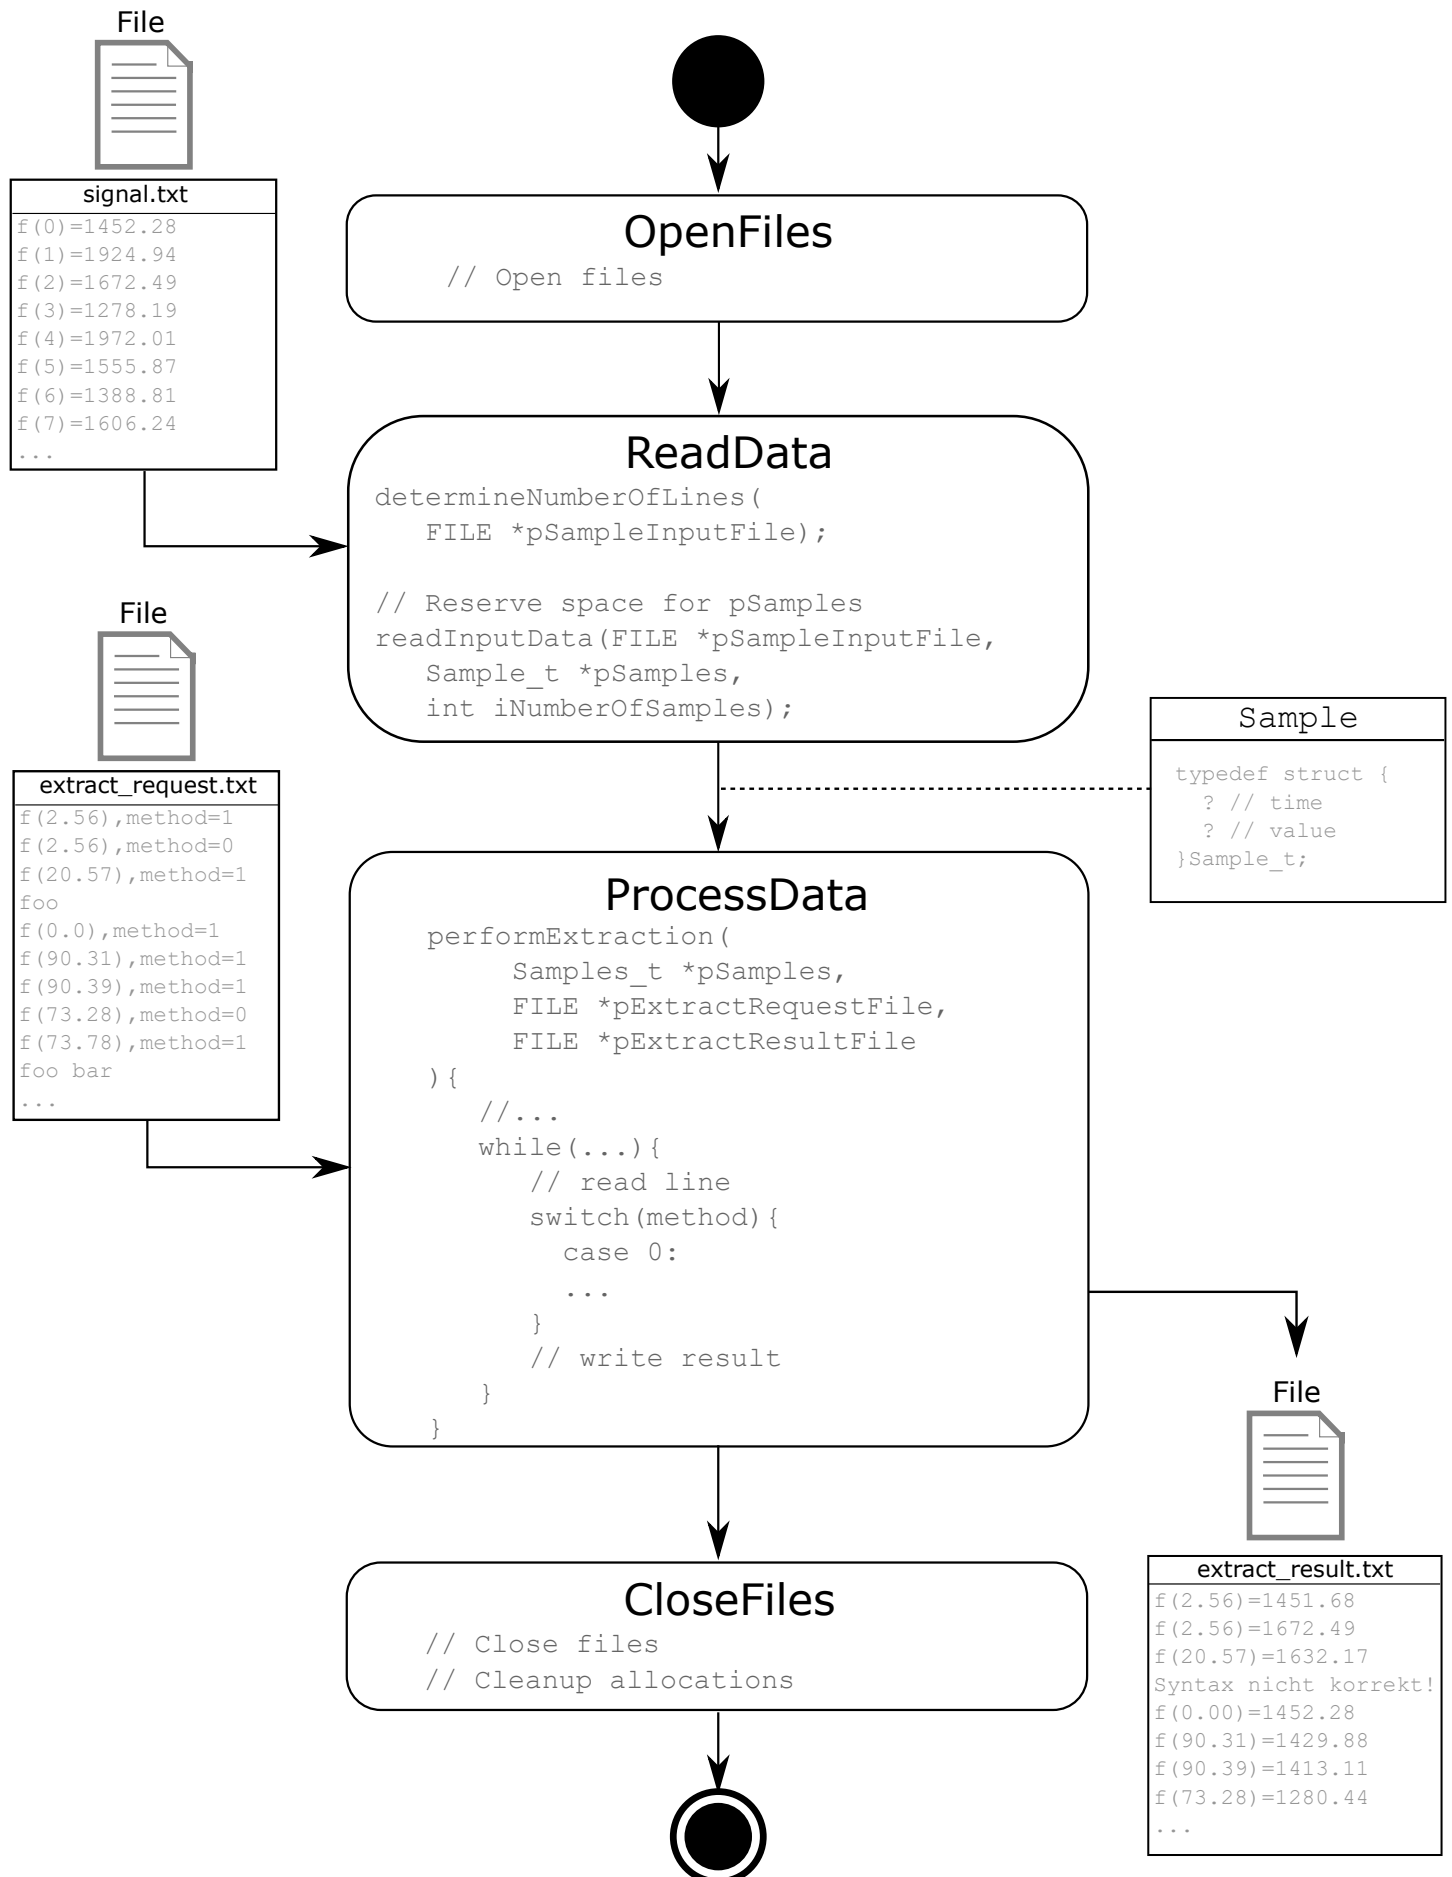 File
signal.txt
f(0)=1452.28
f(1)=1924.94
f(2)=1672.49
f(3)=1278.19
f(4)=1972.01
f(5)=1555.87
f(6)=1388.81
f(7)=1606.24
...
OpenFiles
// Open files
ReadData
determineNumberOfLines(
FILE *pSampleInputFile);
// Reserve space for pSamples
readInputData(FILE *pSampleInputFile,
Sample_t *pSamples,
int iNumberOfSamples);
File
extract_request.txt
f(2.56),method=1
f(2.56),method=0
f(20.57),method=1
foo
f(0.0),method=1
f(90.31),method=1
f(90.39),method=1
f(73.28),method=0
f(73.78),method=1
foo bar
...
Sample
typedef struct {
? // time
? // value
}Sample_t;
ProcessData
performExtraction(
Samples_t *pSamples,
FILE *pExtractRequestFile,
FILE *pExtractResultFile
){
//...
while(...){
// read line
switch(method){
case 0:
...
}
// write result
}
}
File
extract_result.txt
f(2.56)=1451.68
f(2.56)=1672.49
f(20.57)=1632.17
Syntax nicht korrekt!
f(0.00)=1452.28
f(90.31)=1429.88
f(90.39)=1413.11
f(73.28)=1280.44
...
CloseFiles
// Close files
// Cleanup allocations